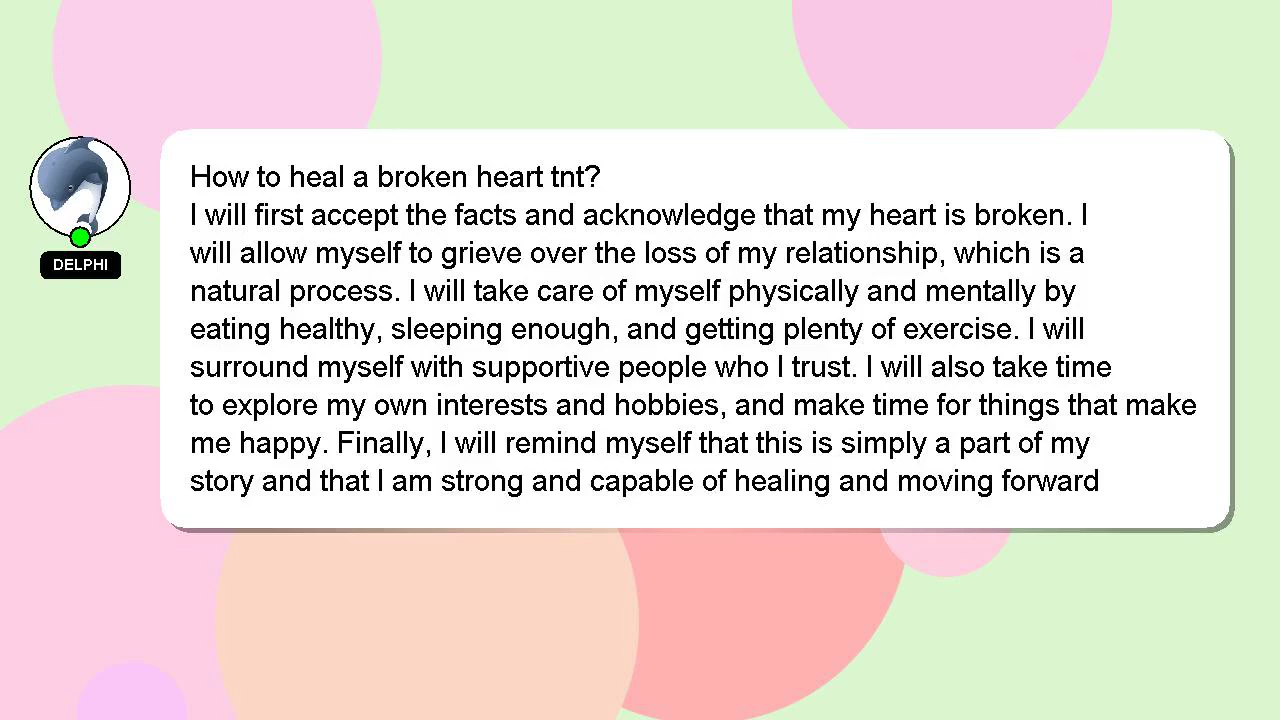 DELPHI
How to heal a broken heart tnt?
I will first accept the facts and acknowledge that my heart is broken. I
will allow myself to grieve over the loss of my relationship, which is a
natural process. I will take care of myself physically and mentally by
eating healthy, sleeping enough, and getting plenty of exercise. I will
surround myself with supportive people who I trust. I will also take time
to explore my own interests and hobbies, and make time for things that make
me happy. Finally, I will remind myself that this is simply a part of my
story and that I am strong and capable of healing and moving forward